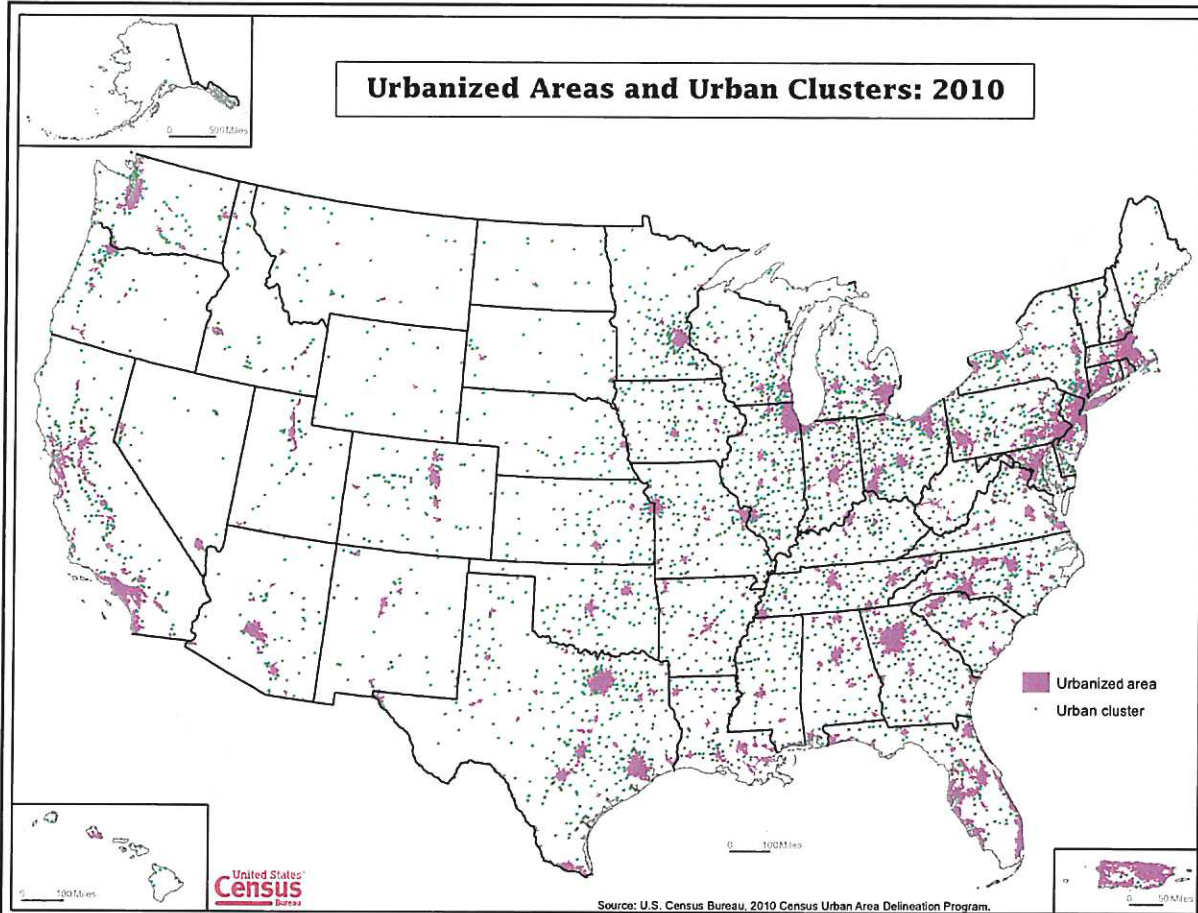 Urbanized Areas and Urban Clusters: 2010
0 500 Miles
Urbanized area
Urban cluster
0 100 Miles
100 Miles
0 50 Miles
United States®
Census
Bureau
Source: U.S. Census Bureau, 2010 Census Urban Area Delineation Program.